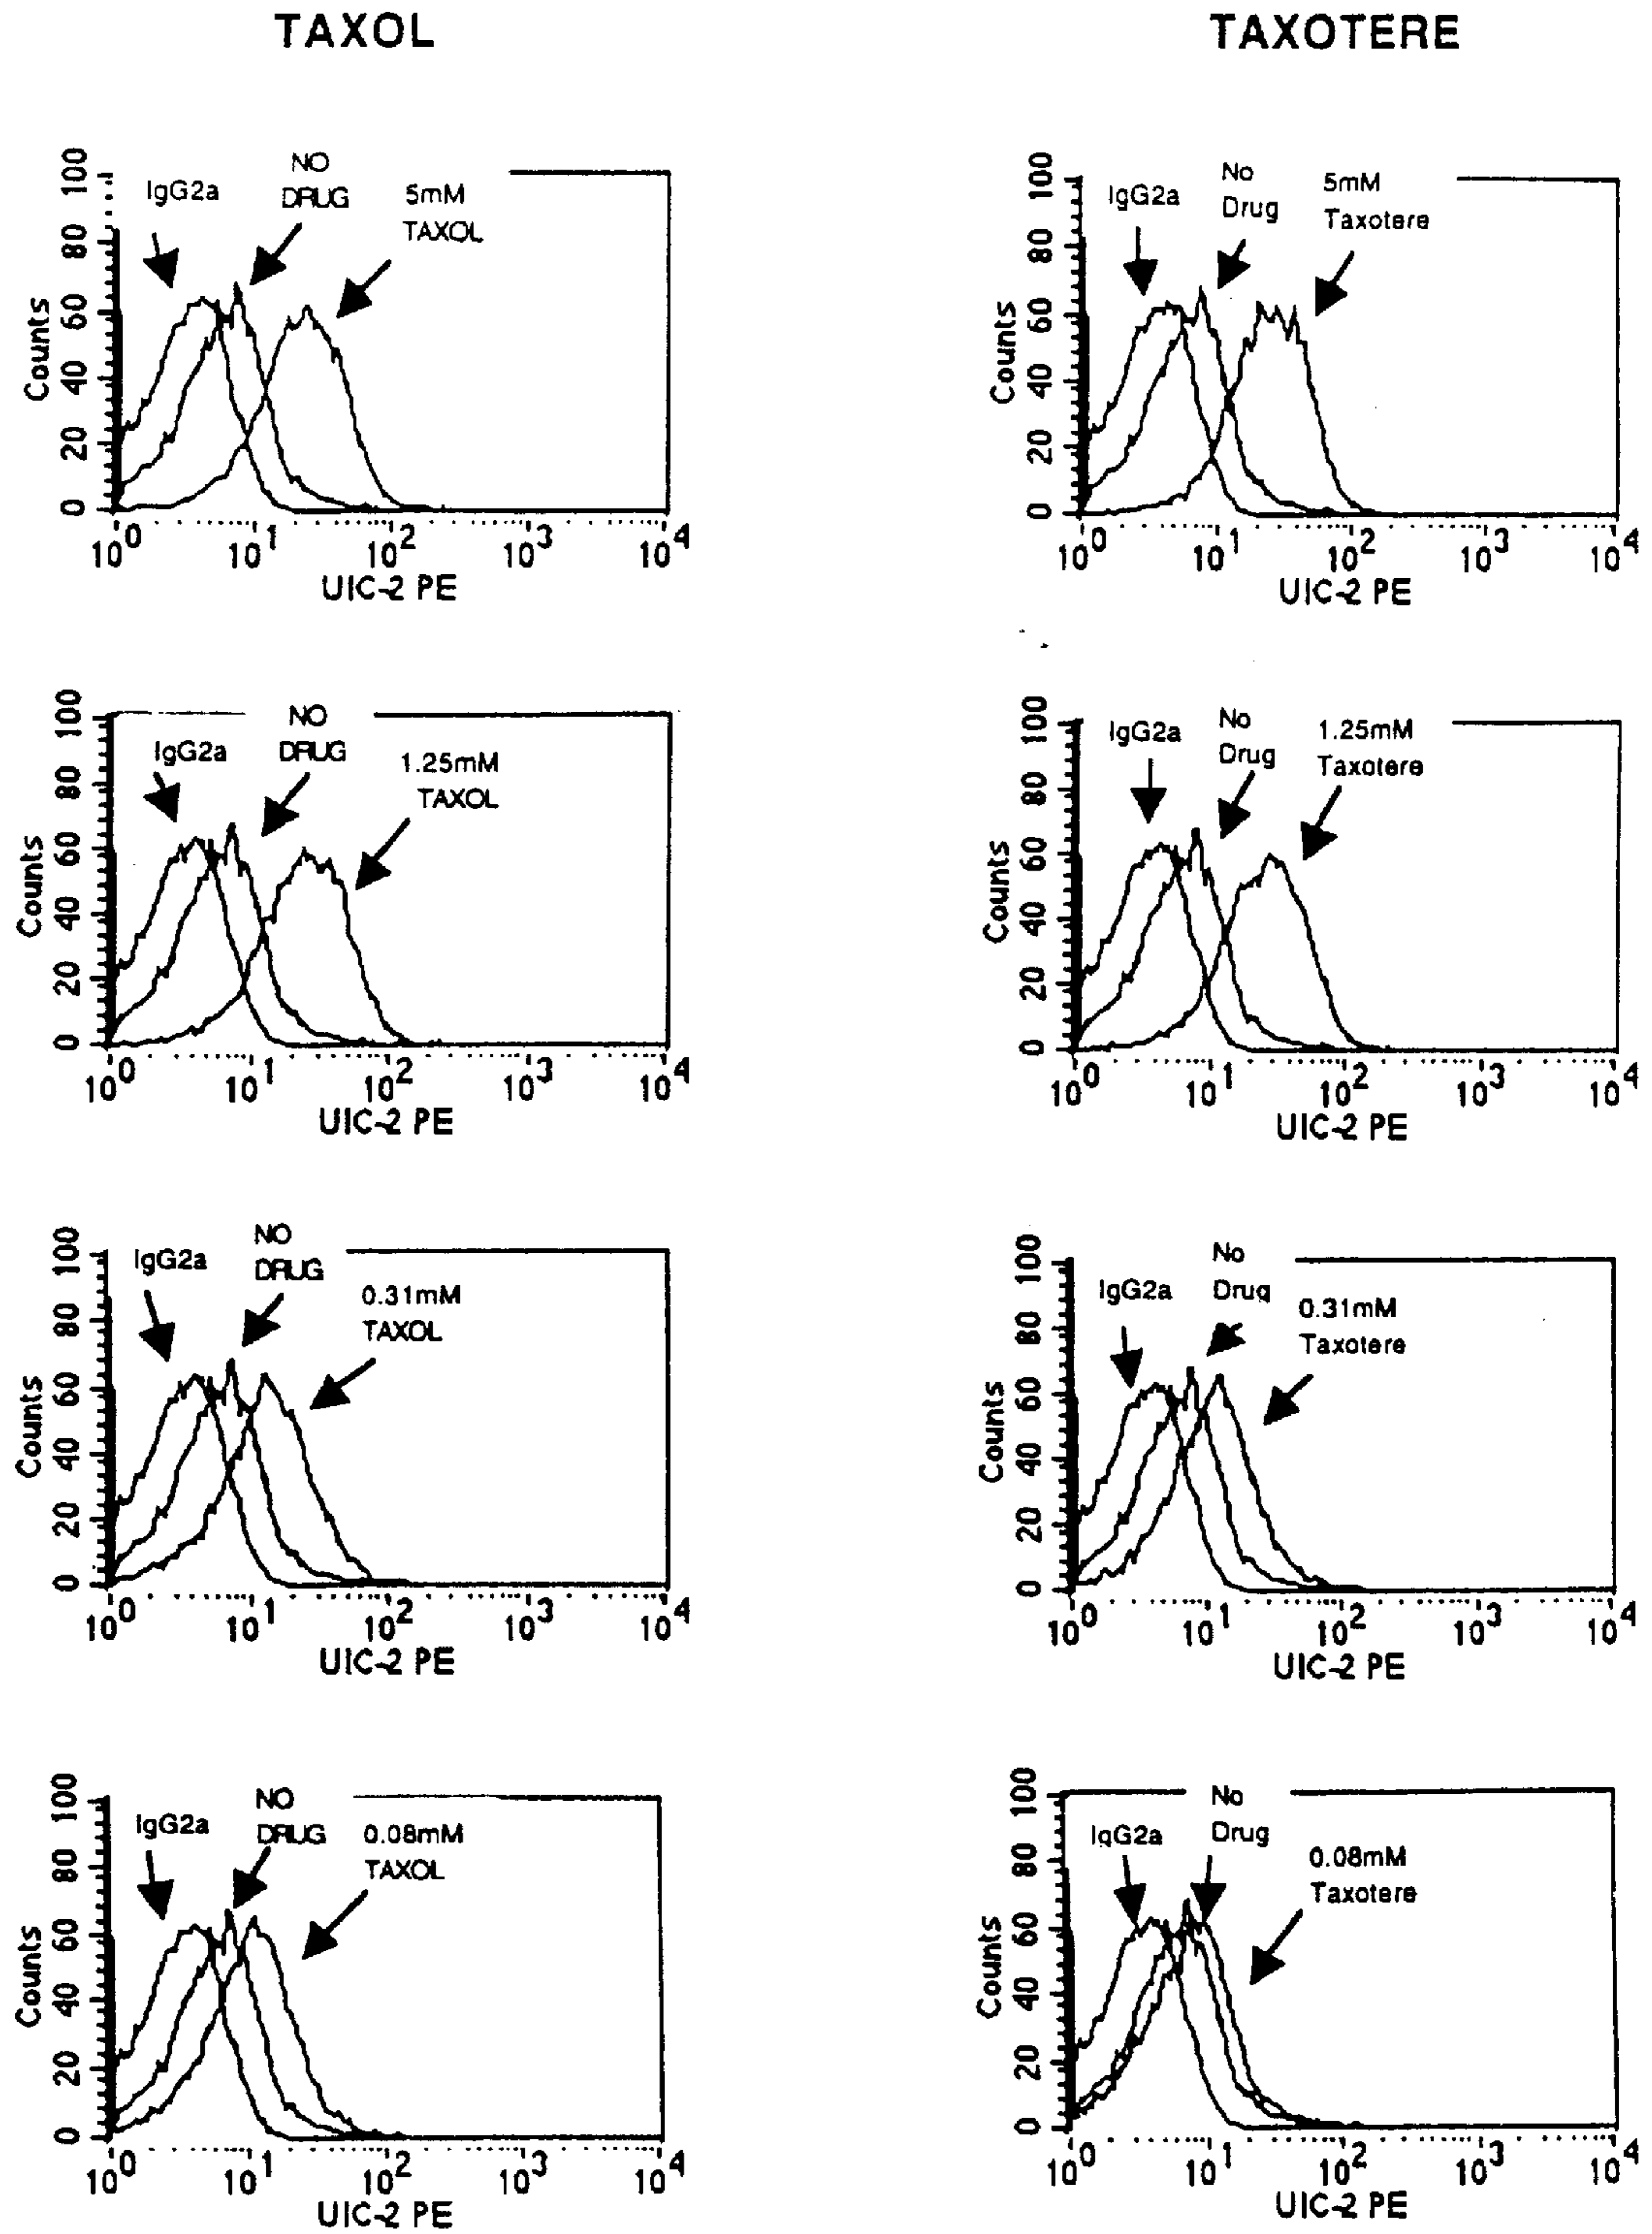 TAXOL
TAXOTERE
IgG2a
NO
DRUG
5mM
TAXOL
Counts
100
80
60
40
20
0
10^0 10^1 10^2 10^3 10^4
UIC-2 PE
IgG2a
No
Drug
5mM
Taxotere
Counts
100
80
60
40
20
0
10^0 10^1 10^2 10^3 10^4
UIC-2 PE
IgG2a
NO
DRUG
1.25mM
TAXOL
Counts
100
80
60
40
20
0
10^0 10^1 10^2 10^3 10^4
UIC-2 PE
IgG2a
No
Drug
1.25mM
Taxotere
Counts
100
80
60
40
20
0
10^0 10^1 10^2 10^3 10^4
UIC-2 PE
IgG2a
NO
DRUG
0.31mM
TAXOL
Counts
100
80
60
40
20
0
10^0 10^1 10^2 10^3 10^4
UIC-2 PE
IgG2a
No
Drug
0.31mM
Taxotere
Counts
100
80
60
40
20
0
10^0 10^1 10^2 10^3 10^4
UIC-2 PE
IgG2a
NO
DRUG
0.08mM
TAXOL
Counts
100
80
60
40
20
0
10^0 10^1 10^2 10^3 10^4
UIC-2 PE
IgG2a
No
Drug
0.08mM
Taxotere
Counts
100
80
60
40
20
0
10^0 10^1 10^2 10^3 10^4
UIC-2 PE